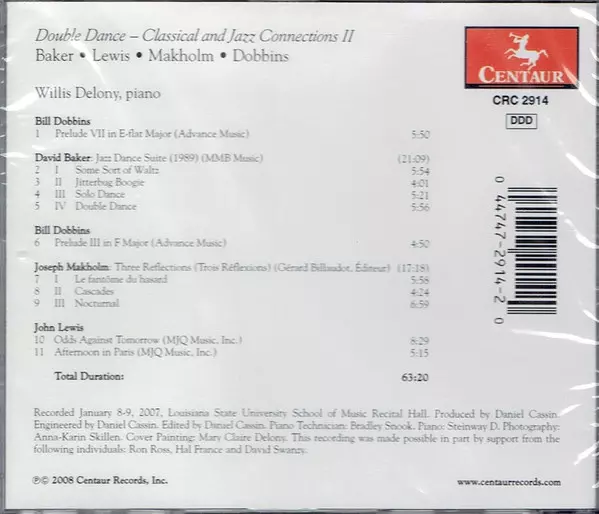 Double Dance – Classical and Jazz Connections II
Baker • Lewis • Makholm • Dobbins
CENTAUR
Willis Delony, piano
CRC 2914
DDD
Bill Dobbins
1 Prelude VII in E-flat Major (Advance Music) 5:50
David Baker: Jazz Dance Suite (1989) (MMB Music) (21:09)
2 I Some Sort of Waltz 5:54
3 II Jitterbug Boogie 4:01
4 III Solo Dance 5:21
5 IV Double Dance 5:56
Bill Dobbins
6 Prelude III in F Major (Advance Music) 4:50
Joseph Makholm: Three Reflections (Trois Réflexions) (Gérard Billaudot, Éditeur) (17:18)
7 I Le fantôme du hasard 5:58
8 II Cascades 4:24
9 III Nocturnal 6:59
John Lewis
10 Odds Against Tomorrow (MJQ Music, Inc.) 8:29
11 Afternoon in Paris (MJQ Music, Inc.) 5:15
Total Duration: 63:20
0 44747-2914-2 0
Recorded January 8-9, 2007, Louisiana State University School of Music Recital Hall. Produced by Daniel Cassin.
Engineered by Daniel Cassin. Edited by Daniel Cassin. Piano Technician: Bradley Snook. Piano: Steinway D. Photography:
Anna-Karin Skillen. Cover Painting: Mary Claire Delony. This recording was made possible in part by support from the
following individuals: Ron Ross, Hal France and David Swanzy.
℗© 2008 Centaur Records, Inc.
www.centaurrecords.com